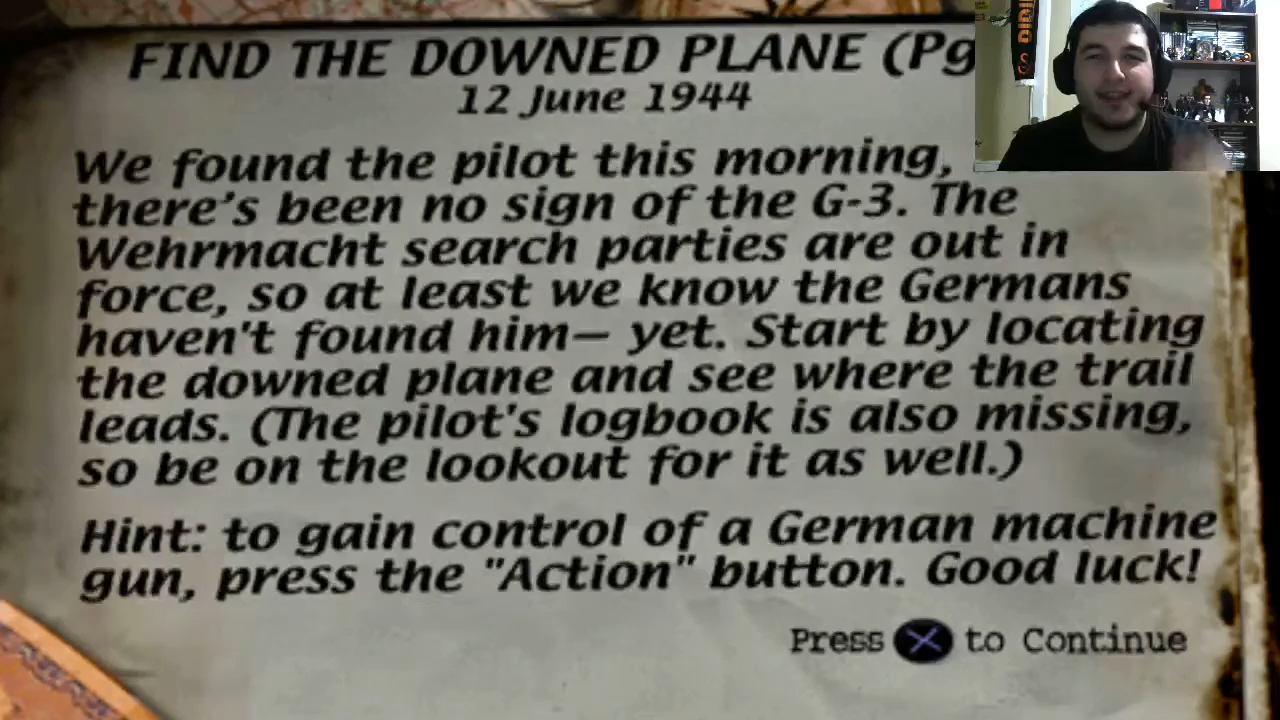 FIND THE DOWNED PLANE (Pg
12 June 1944
We found the pilot this morning,
there's been no sign of the G-3. The
Wehrmacht search parties are out in
force, so at least we know the Germans
haven't found him— yet. Start by locating
the downed plane and see where the trail
leads. (The pilot's logbook is also missing,
so be on the lookout for it as well.)
Hint: to gain control of a German machine
gun, press the "Action" button. Good luck!
Press X to Continue